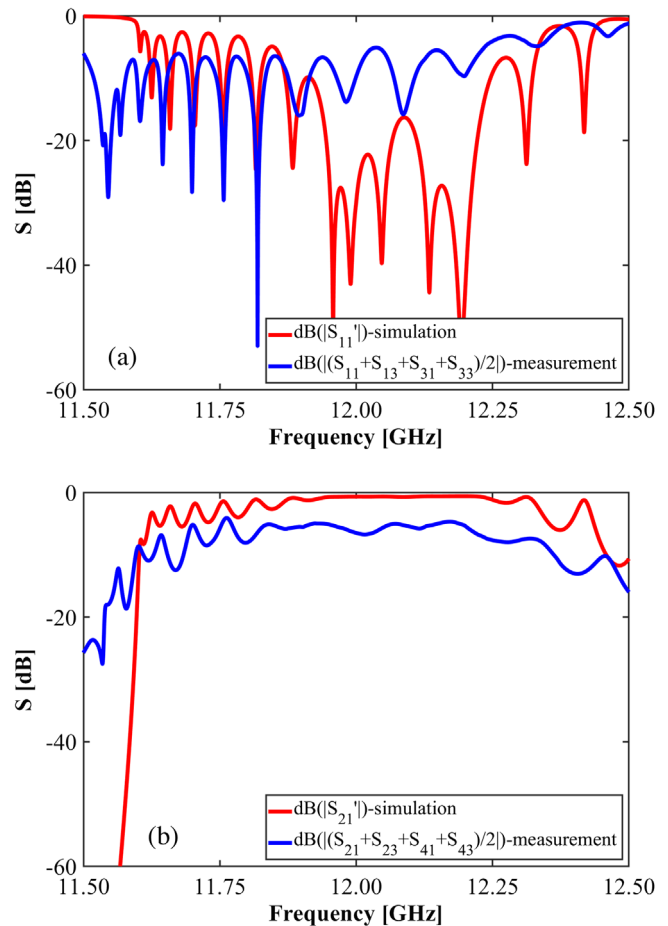 0
-20
-40
-60
S [dB]
(a)
dB(|S11'|)-simulation
dB(|(S11+S13+S31+S33)/2|)-measurement
11.50 11.75 12.00 12.25 12.50
Frequency [GHz]
0
-20
-40
-60
S [dB]
(b)
dB(|S21'|)-simulation
dB(|(S21+S23+S41+S43)/2|)-measurement
11.50 11.75 12.00 12.25 12.50
Frequency [GHz]